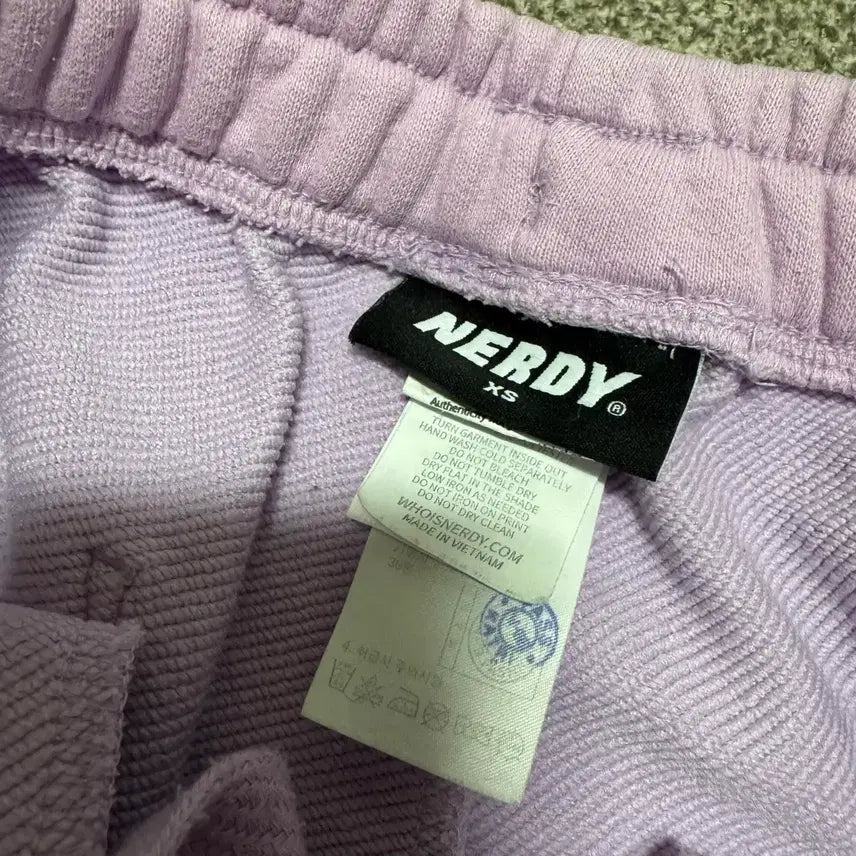 NERDY®
XS
Authenticity
TURN GARMENT INSIDE OUT
HAND WASH COLD SEPARATELY
DO NOT BLEACH
DO NOT TUMBLE DRY
DRY FLAT IN THE SHADE
LOW IRON AS NEEDED
DO NOT IRON ON PRINT
DO NOT DRY CLEAN
WHOISNERDY.COM
MADE IN VIETNAM